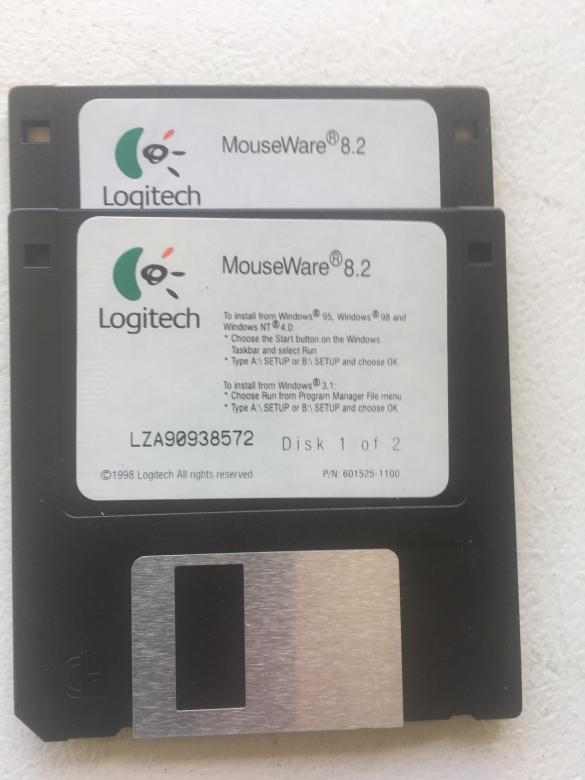 MouseWare® 8.2
Logitech
MouseWare® 8.2
Logitech
To install from Windows® 95, Windows® 98 and
Windows NT® 4.0:
* Choose the Start button on the Windows
Taskbar and select Run
* Type A:\ SETUP or B:\ SETUP and choose OK
To install from Windows® 3.1:
* Choose Run from Program Manager File menu
* Type A:\ SETUP or B:\ SETUP and choose OK
LZA90938572 Disk 1 of 2
©1998 Logitech All rights reserved P/N: 601525-1100
HD